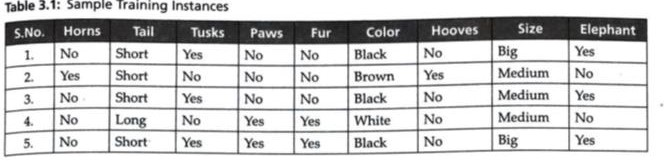 Table 3.1: Sample Training Instances
S.No. Horns Tail Tusks Paws Fur Color Hooves Size Elephant
1. No Short Yes No No Black No Big Yes
2. Yes Short No No No Brown Yes Medium No
3. No Short Yes No No Black No Medium Yes
4. No Long No Yes Yes White No Medium No
5. No Short Yes Yes Yes Black No Big Yes